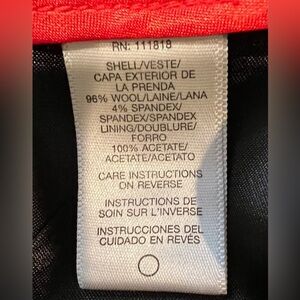 RN: 111818
SHELL/VESTE/
CAPA EXTERIOR DE
LA PRENDA
96% WOOL/LAINE/LANA
4% SPANDEX/
SPANDEX/SPANDEX
LINING/DOUBLURE/
FORRO
100% ACETATE/
ACETATE/ACETATO
CARE INSTRUCTIONS
ON REVERSE
INSTRUCTIONS DE
SOIN SUR L'INVERSE
INSTRUCCIONES DEL
CUIDADO EN REVÉS